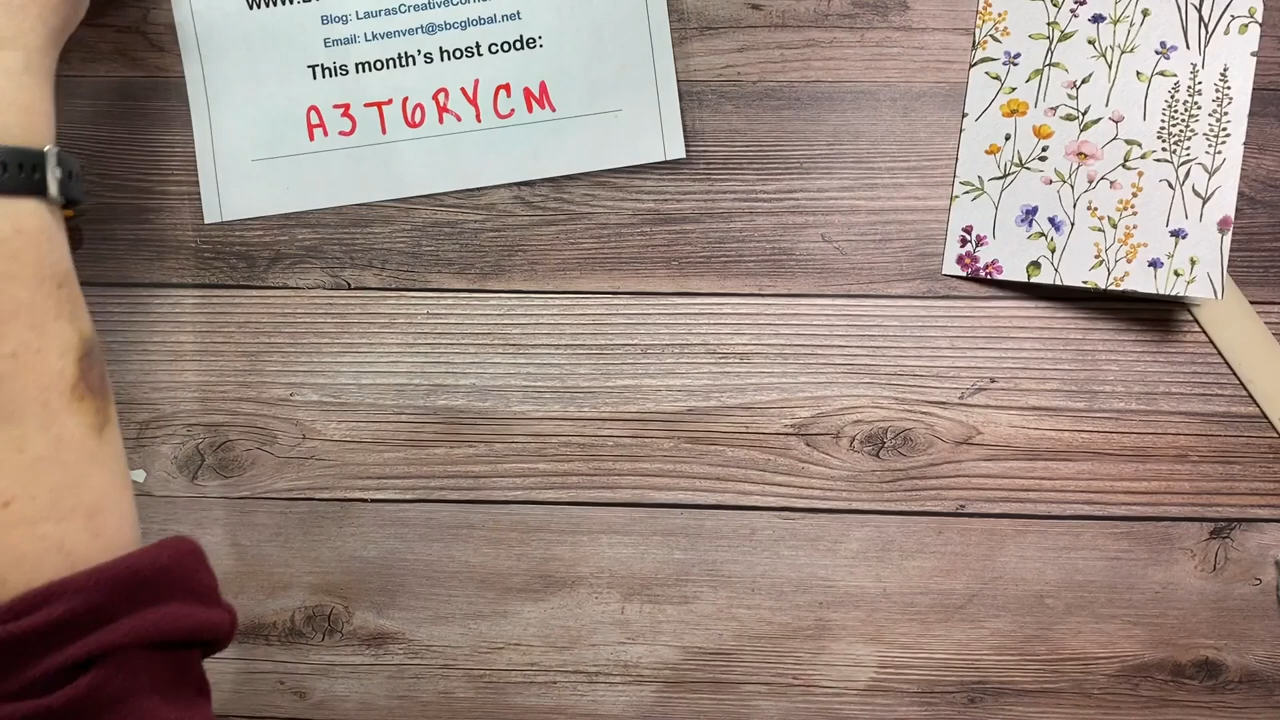 Blog: LaurasCreativeCorner
Email: Lkvenvert@sbcglobal.net
This month's host code:
A3T6RYCM